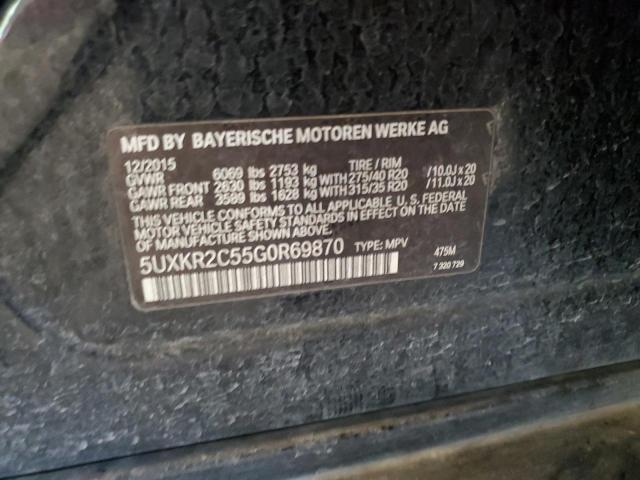 MFD BY BAYERISCHE MOTOREN WERKE AG
12/2015 TIRE / RIM
GVWR 6069 lbs 2753 kg
GAWR FRONT 2630 lbs 1193 kg WITH 275/40 R20 /10.0J x 20
GAWR REAR 3589 lbs 1628 kg WITH 315/35 R20 /11.0J x 20
THIS VEHICLE CONFORMS TO ALL APPLICABLE U.S. FEDERAL
MOTOR VEHICLE SAFETY STANDARDS IN EFFECT ON THE
DATE OF MANUFACTURE SHOWN ABOVE.
5UXKR2C55G0R69870 TYPE: MPV 475M
7 320 729